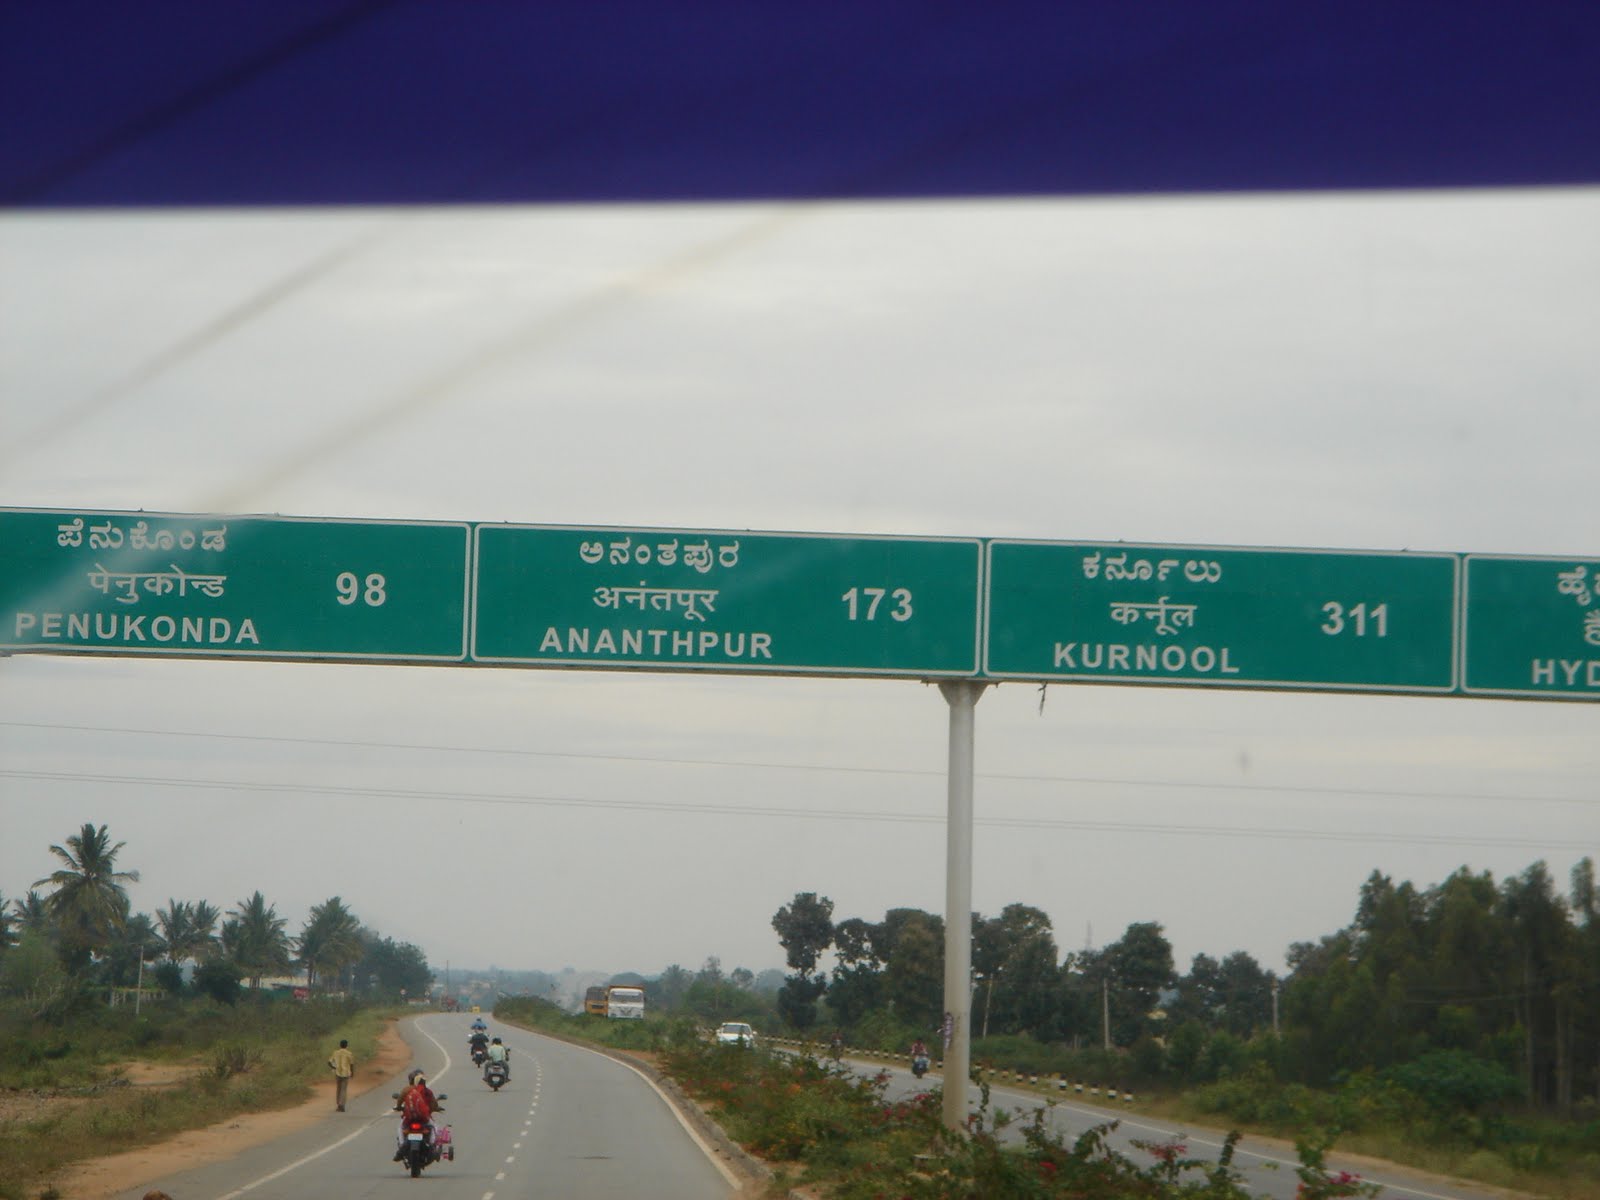 ಪೆನುಕೊಂಡ
पेनुकोन्ड 98
PENUKONDA
ಅನಂತಪುರ
अनंतपूर 173
ANANTHPUR
ಕರ್ನೂಲು
कर्नूल 311
KURNOOL